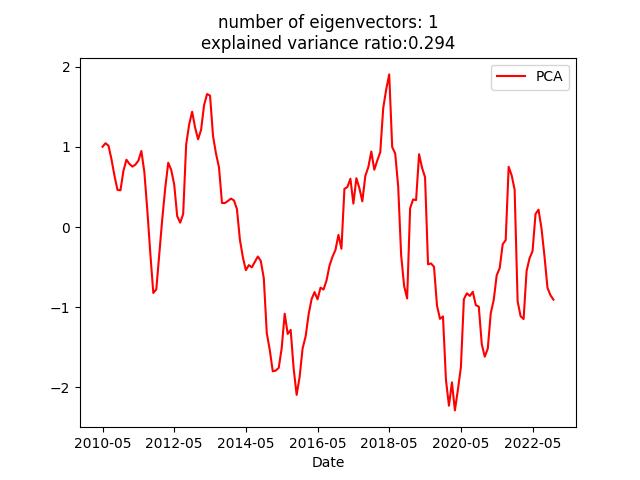 number of eigenvectors: 1
explained variance ratio:0.294
PCA
2
1
0
−1
−2
2010-05 2012-05 2014-05 2016-05 2018-05 2020-05 2022-05
Date